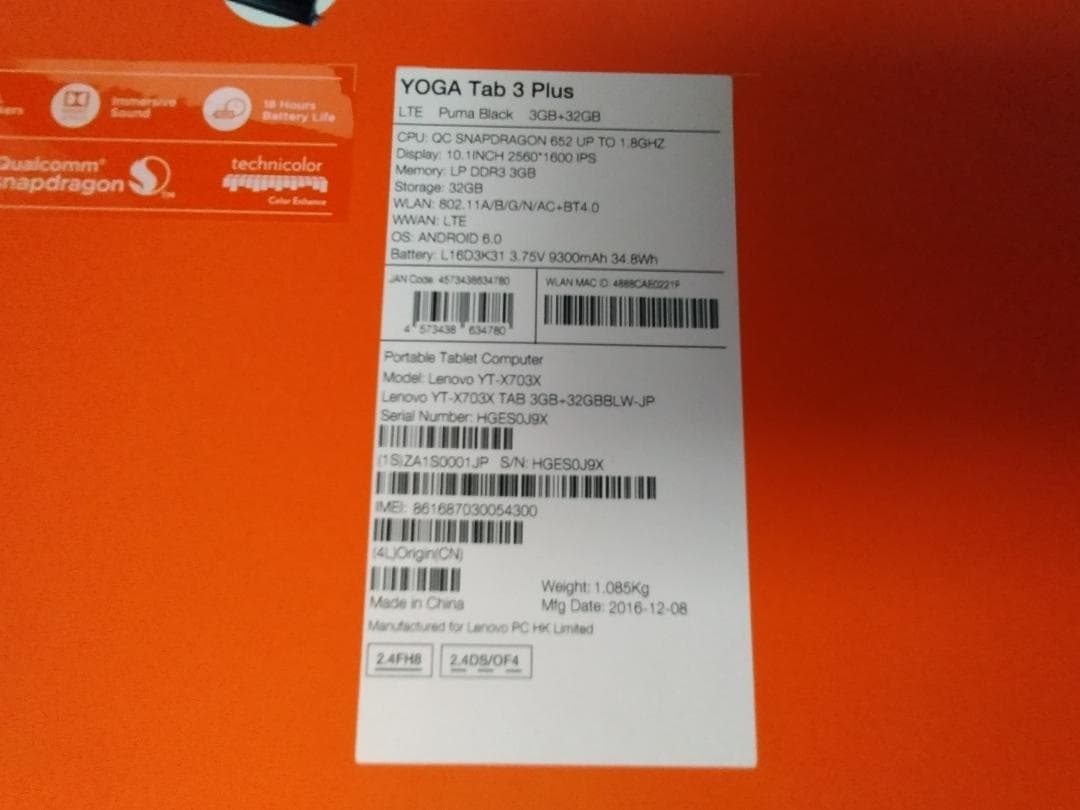 Immersive
Sound
18 Hours
Battery Life
Qualcomm
snapdragon
technicolor
Color Enhance
YOGA Tab 3 Plus
LTE Puma Black 3GB+32GB
CPU: QC SNAPDRAGON 652 UP TO 1.8GHZ
Display: 10.1INCH 2560*1600 IPS
Memory: LP DDR3 3GB
Storage: 32GB
WLAN: 802.11A/B/G/N/AC+BT4.0
WWAN: LTE
OS: ANDROID 6.0
Battery: L16D3K31 3.75V 9300mAh 34.8Wh
JAN Code: 4573438634780
4 573438 634780
WLAN MAC ID:
Portable Tablet Computer
Model: Lenovo YT-X703X
Lenovo YT-X703X TAB 3GB+32GBBLW-JP
Serial Number: HGES0J9X
(1S)ZA1S0001JP S/N: HGES0J9X
IMEI: 861687030054300
(4L)Origin(CN)
Made in China
Weight: 1.085Kg
Mfg Date: 2016-12-08
Manufactured for Lenovo PC HK Limited
2.4FH8
2.4DS/OF4